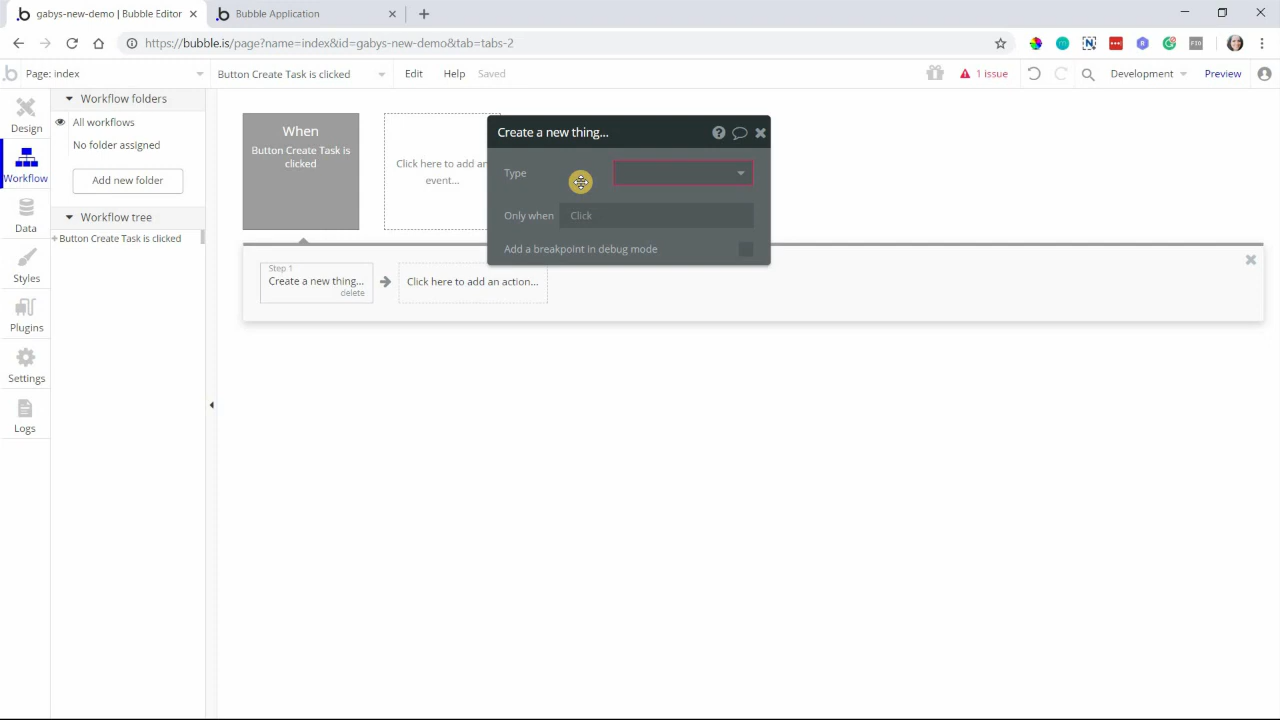 gabys-new-demo | Bubble Editor
Bubble Application
https://bubble.is/page?name=index&id=gabys-new-demo&tab=tabs-2
Page: index
Button Create Task is clicked
Edit
Help
Saved
1 issue
Development
Preview
Design
Workflow
Data
Styles
Plugins
Settings
Logs
Workflow folders
All workflows
No folder assigned
Add new folder
Workflow tree
Button Create Task is clicked
When
Button Create Task is
clicked
Click here to add an
event...
Create a new thing...
Type
Only when
Click
Add a breakpoint in debug mode
Step 1
Create a new thing...
delete
Click here to add an action...